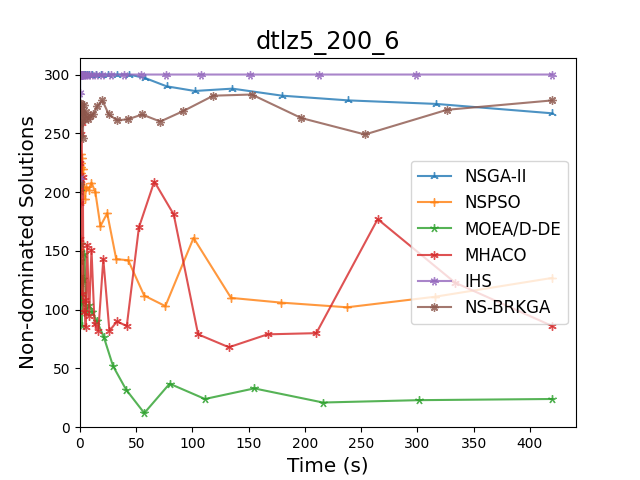 dtlz5_200_6
Non-dominated Solutions
300
250
200
150
100
50
0
NSGA-II
NSPSO
MOEA/D-DE
MHACO
IHS
NS-BRKGA
0 50 100 150 200 250 300 350 400
Time (s)